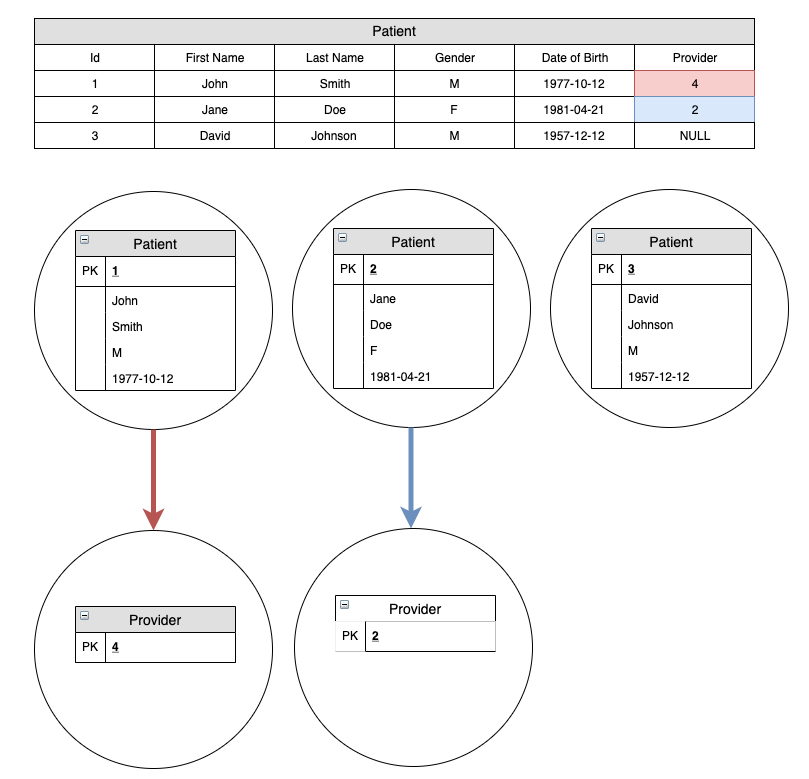 Patient
Id First Name Last Name Gender Date of Birth Provider
1 John Smith M 1977-10-12 4
2 Jane Doe F 1981-04-21 2
3 David Johnson M 1957-12-12 NULL
Patient
PK 1
John
Smith
M
1977-10-12
Patient
PK 2
Jane
Doe
F
1981-04-21
Patient
PK 3
David
Johnson
M
1957-12-12
Provider
PK 4
Provider
PK 2